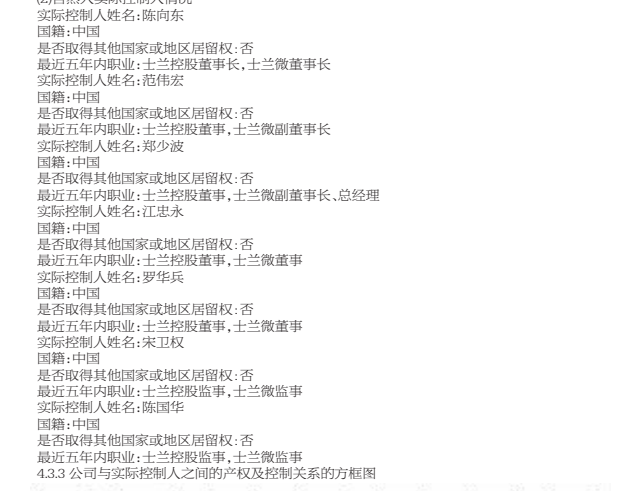 (2)自然人实际控制人情况
实际控制人姓名:陈向东
国籍:中国
是否取得其他国家或地区居留权:否
最近五年内职业:士兰控股董事长,士兰微董事长
实际控制人姓名:范伟宏
国籍:中国
是否取得其他国家或地区居留权:否
最近五年内职业:士兰控股董事,士兰微副董事长
实际控制人姓名:郑少波
国籍:中国
是否取得其他国家或地区居留权:否
最近五年内职业:士兰控股董事,士兰微副董事长、总经理
实际控制人姓名:江忠永
国籍:中国
是否取得其他国家或地区居留权:否
最近五年内职业:士兰控股董事,士兰微董事
实际控制人姓名:罗华兵
国籍:中国
是否取得其他国家或地区居留权:否
最近五年内职业:士兰控股董事,士兰微董事
实际控制人姓名:宋卫权
国籍:中国
是否取得其他国家或地区居留权:否
最近五年内职业:士兰控股监事,士兰微监事
实际控制人姓名:陈国华
国籍:中国
是否取得其他国家或地区居留权:否
最近五年内职业:士兰控股监事,士兰微监事
4.3.3 公司与实际控制人之间的产权及控制关系的方框图